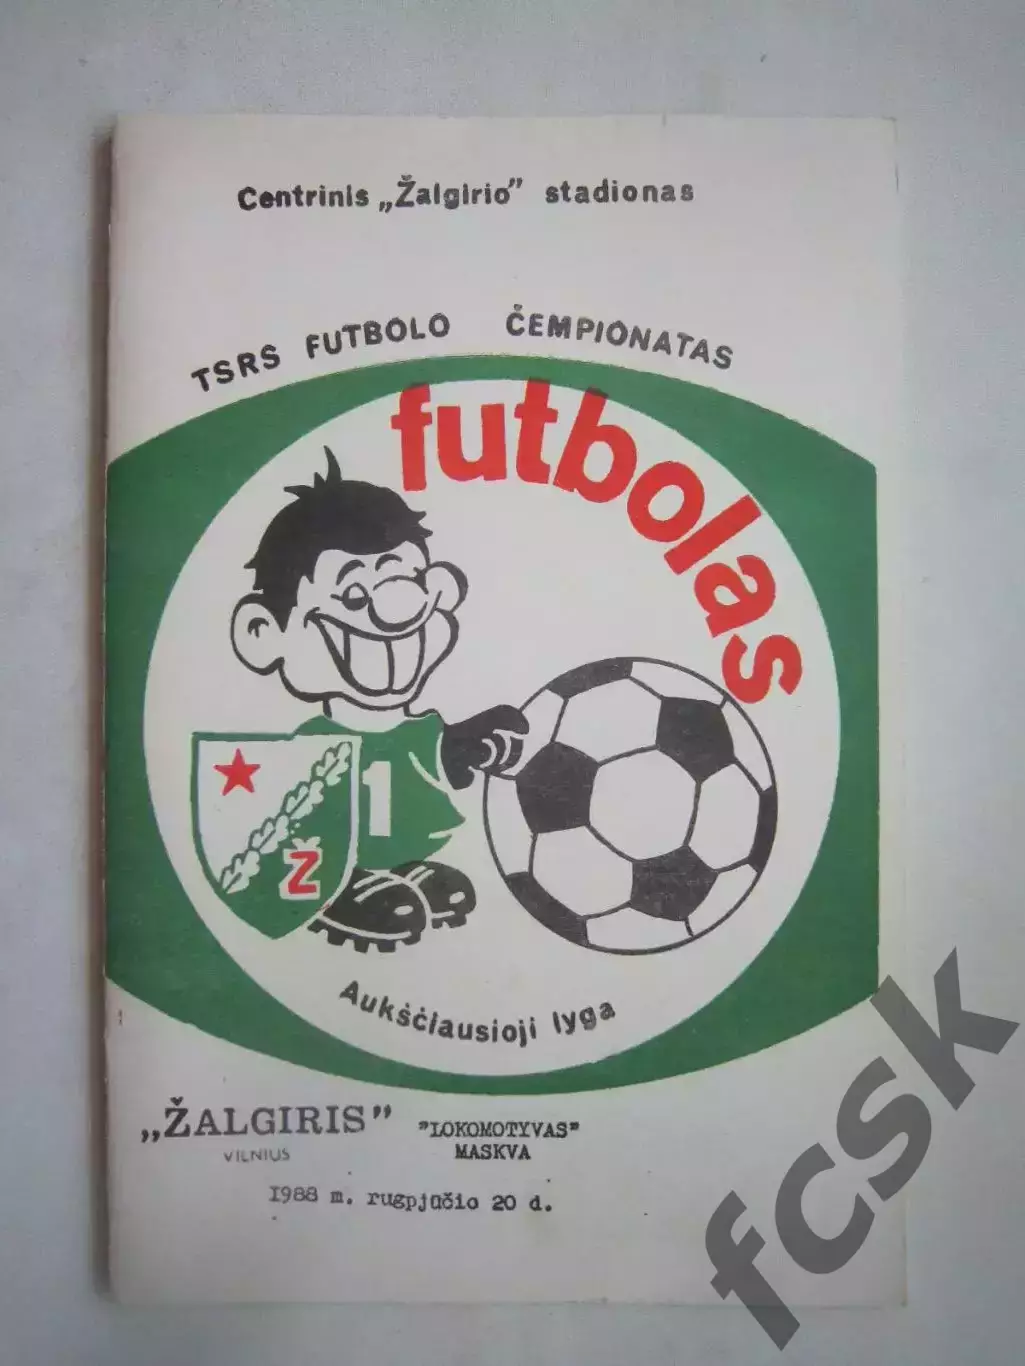 Centrinis „Žalgirio” stadionas
TSRS FUTBOLO ČEMPIONATAS
futbolas
1
Ž
Aukščiausioji lyga
„ŽALGIRIS”
VILNIUS
"LOKOMOTYVAS"
MASKVA
1988 m. rugpjūčio 20 d.
fcsk